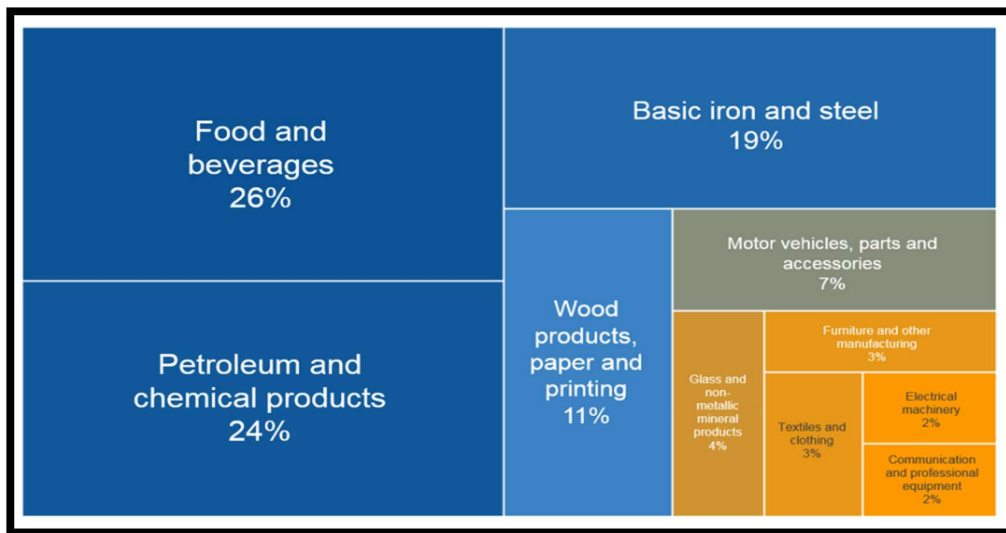 Food and
beverages
26%
Petroleum and
chemical products
24%
Basic iron and steel
19%
Wood
products,
paper and
printing
11%
Motor vehicles, parts and
accessories
7%
Glass and
non-
metallic
mineral
products
4%
Furniture and other
manufacturing
3%
Textiles and
clothing
3%
Electrical
machinery
2%
Communication
and professional
equipment
2%